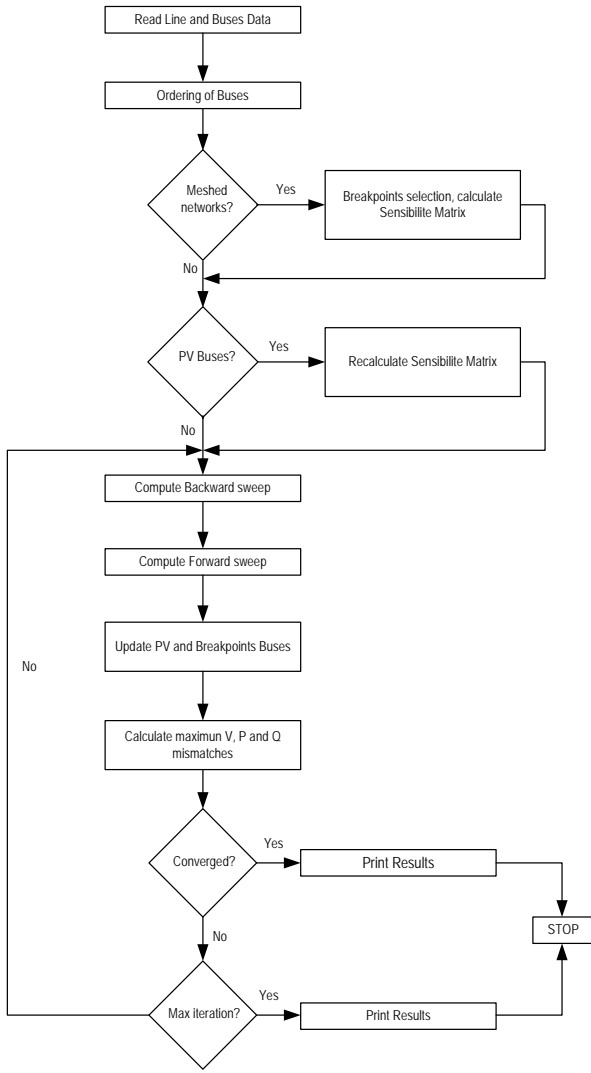 Read Line and Buses Data
Ordering of Buses
Meshed
networks?
Yes
Breakpoints selection, calculate
Sensibilite Matrix
No
PV Buses?
Yes
Recalculate Sensibilite Matrix
No
Compute Backward sweep
Compute Forward sweep
Update PV and Breakpoints Buses
No
Calculate maximun V, P and Q
mismatches
Converged?
Yes
Print Results
STOP
No
Max iteration?
Yes
Print Results